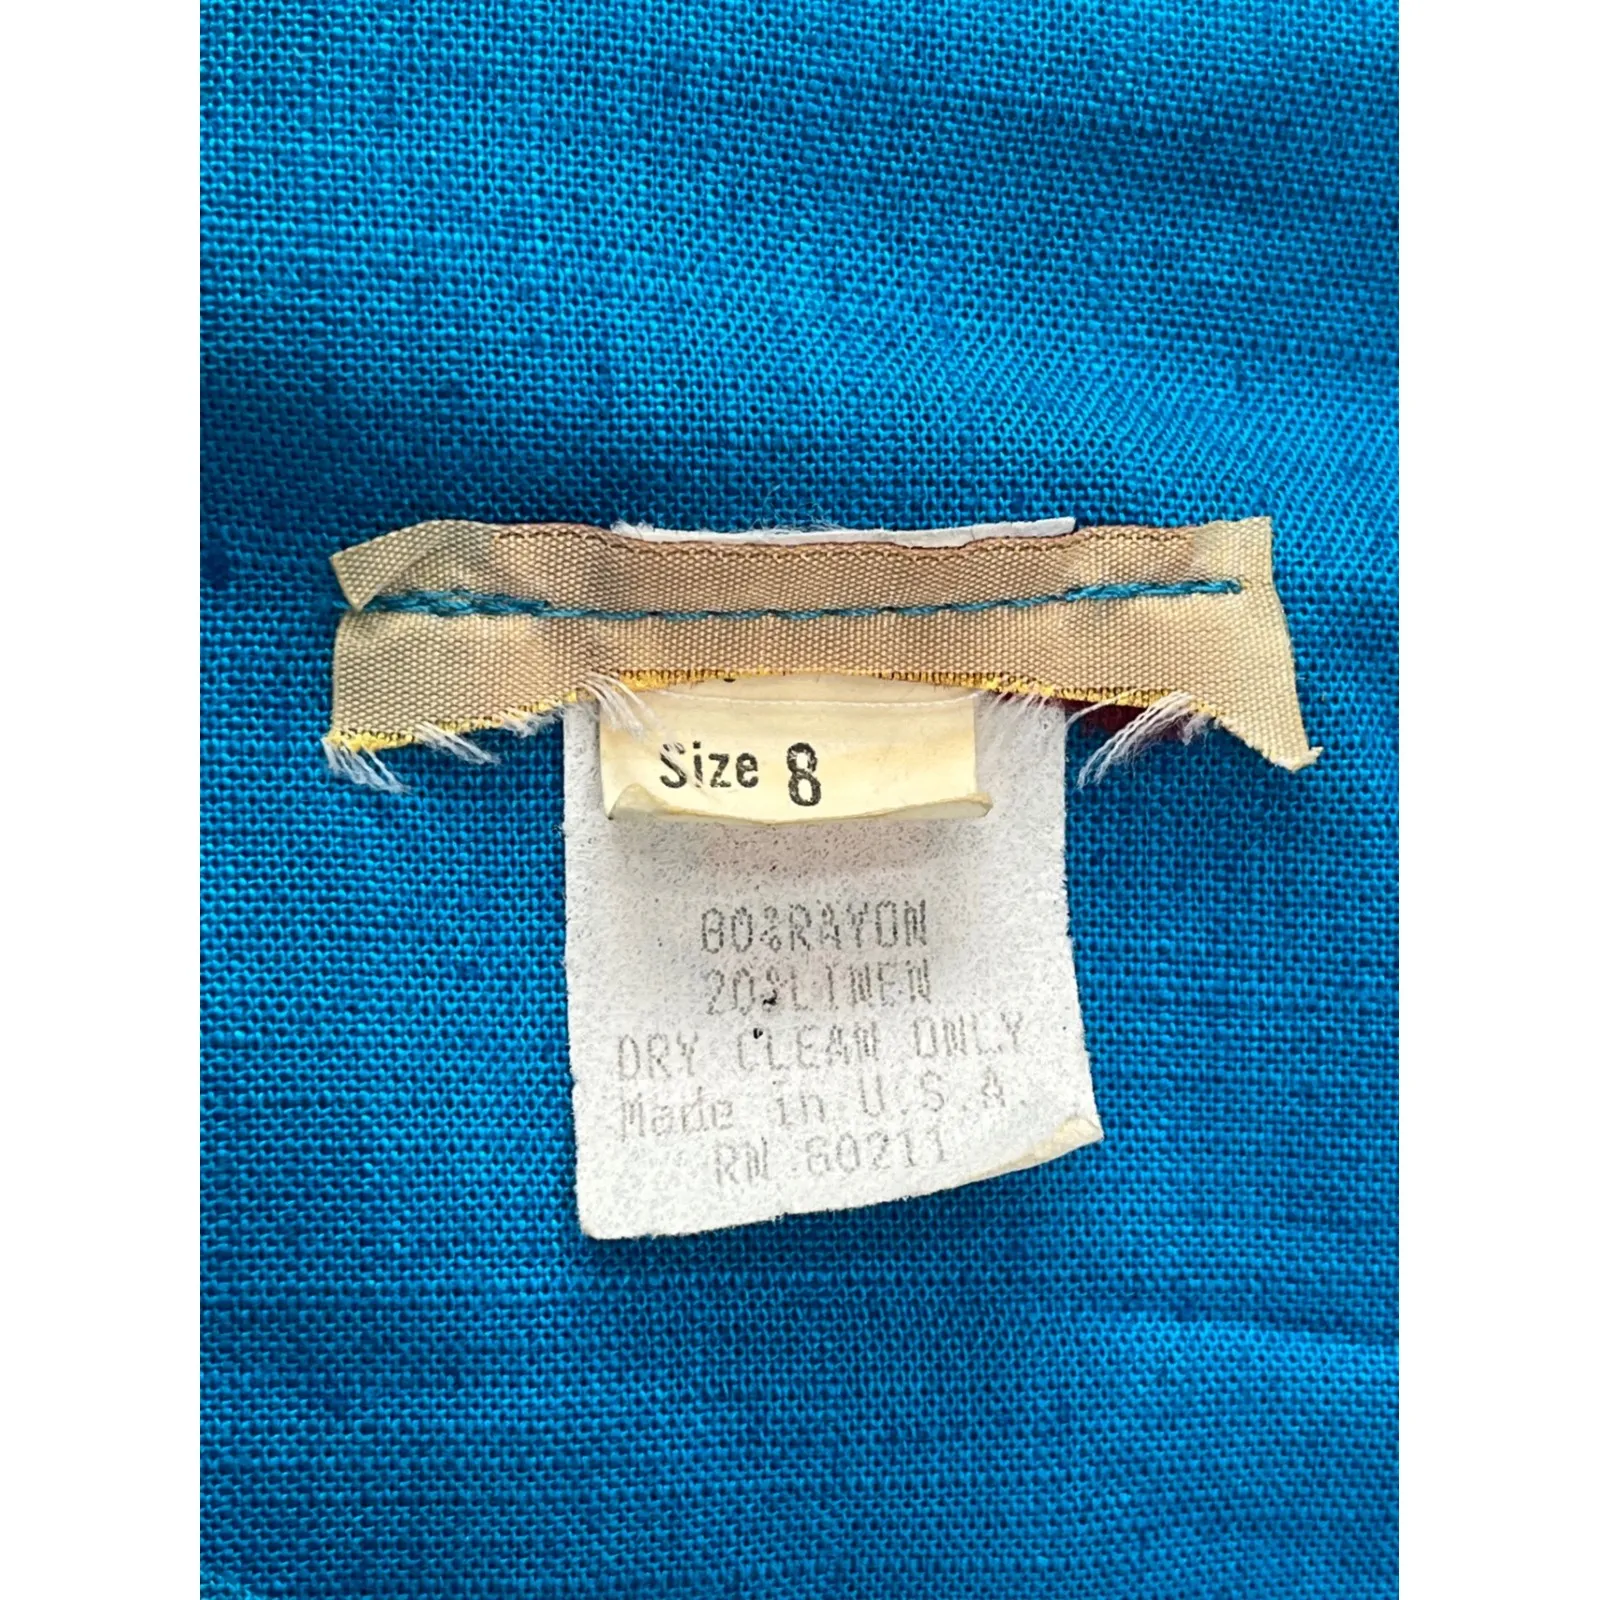 Size 8
80%RAYON
20%LINEN
DRY CLEAN ONLY
Made in U.S.A.
RN 60211